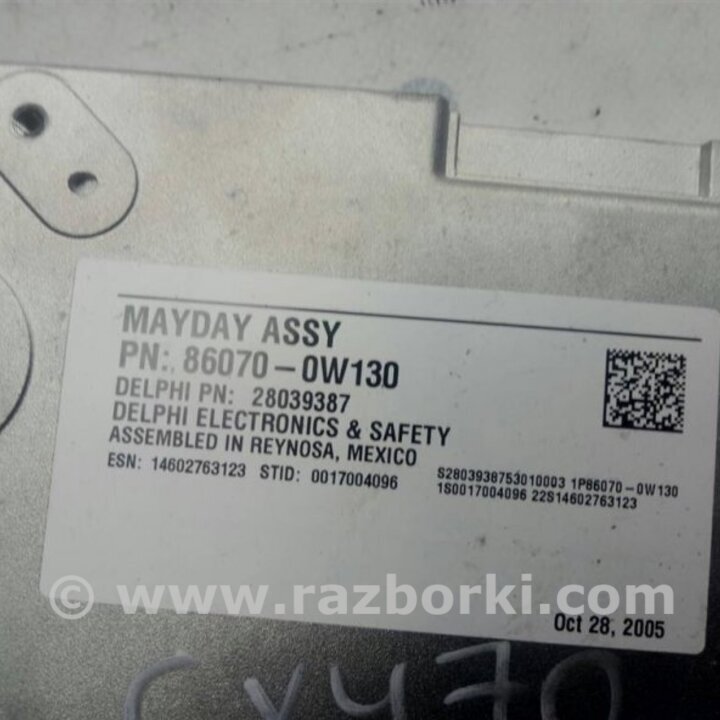 MAYDAY ASSY
PN: 86070-0W130
DELPHI PN: 28039387
DELPHI ELECTRONICS & SAFETY
ASSEMBLED IN REYNOSA, MEXICO
ESN: 14602763123 STID: 0017004096
S2803938753010003 1P86070-0W130
1S0017004096 22S14602763123
© www.razborki.com
Oct 28, 2005